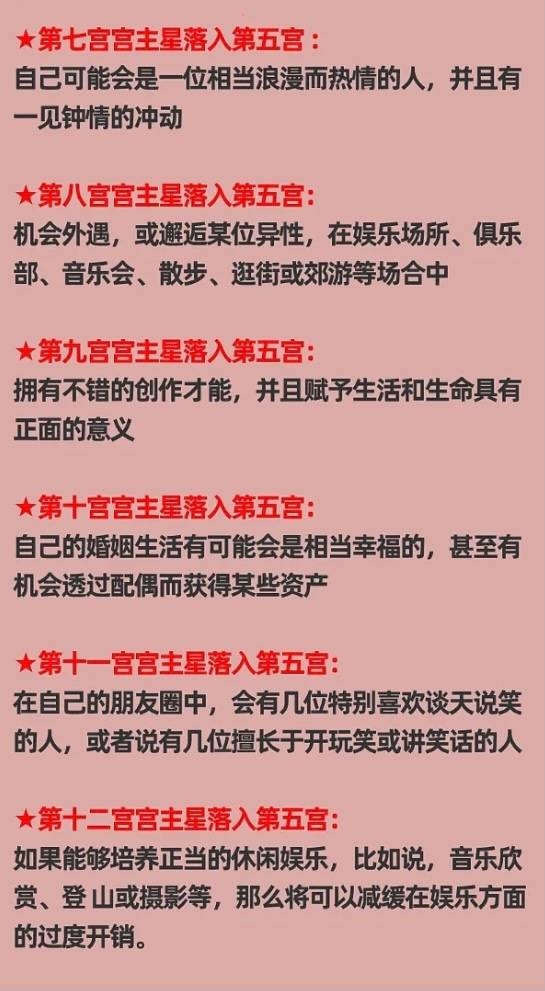 ★第七宫宫主星落入第五宫：
自己可能会是一位相当浪漫而热情的人，并且有
一见钟情的冲动
★第八宫宫主星落入第五宫：
机会外遇，或邂逅某位异性，在娱乐场所、俱乐
部、音乐会、散步、逛街或郊游等场合中
★第九宫宫主星落入第五宫：
拥有不错的创作才能，并且赋予生活和生命具有
正面的意义
★第十宫宫主星落入第五宫：
自己的婚姻生活有可能会是相当幸福的，甚至有
机会透过配偶而获得某些资产
★第十一宫宫主星落入第五宫：
在自己的朋友圈中，会有几位特别喜欢谈天说笑
的人，或者说有几位擅长于开玩笑或讲笑话的人
★第十二宫宫主星落入第五宫：
如果能够培养正当的休闲娱乐，比如说，音乐欣
赏、登 山或摄影等，那么将可以减缓在娱乐方面
的过度开销。